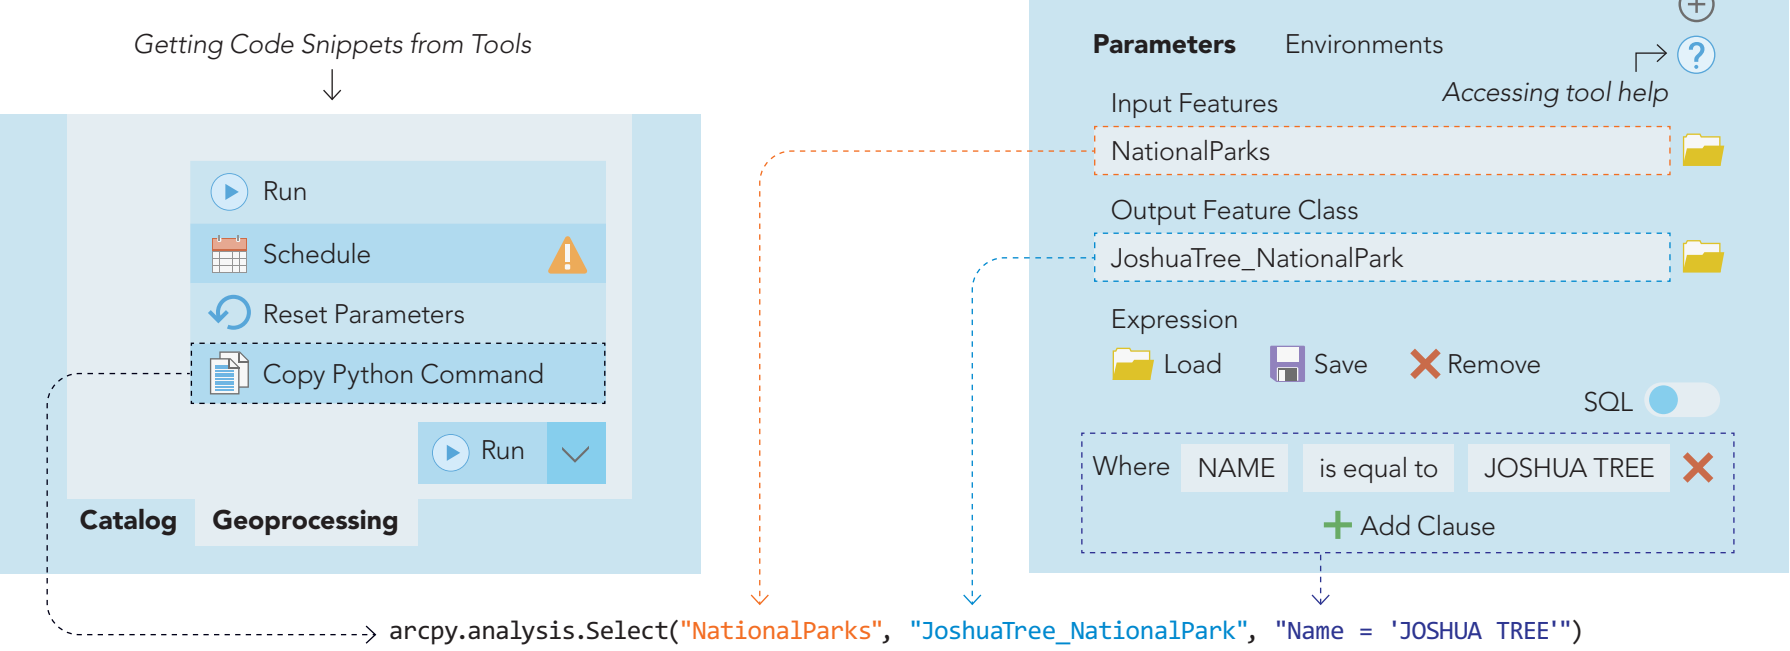 Getting Code Snippets from Tools
Run
Schedule
Reset Parameters
Copy Python Command
Run
Catalog Geoprocessing
Parameters Environments
Accessing tool help
Input Features
NationalParks
Output Feature Class
JoshuaTree_NationalPark
Expression
Load Save Remove
SQL
Where NAME is equal to JOSHUA TREE
Add Clause
arcpy.analysis.Select("NationalParks", "JoshuaTree_NationalPark", "Name = 'JOSHUA TREE'")